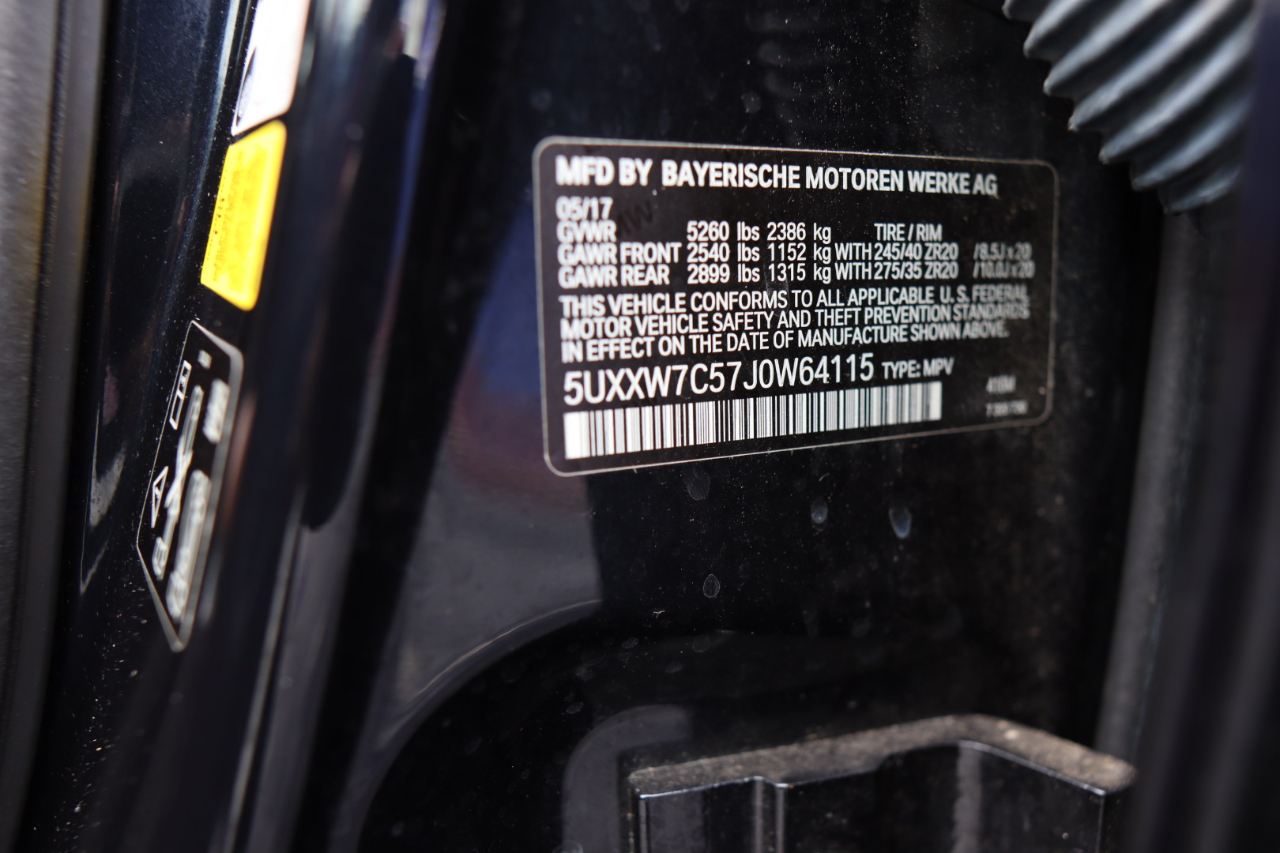 MFD BY BAYERISCHE MOTOREN WERKE AG
05/17
GVWR 5260 lbs 2386 kg TIRE / RIM
GAWR FRONT 2540 lbs 1152 kg WITH 245/40 ZR20 /8.5J x 20
GAWR REAR 2899 lbs 1315 kg WITH 275/35 ZR20 /10.0J x 20
THIS VEHICLE CONFORMS TO ALL APPLICABLE U.S. FEDERAL
MOTOR VEHICLE SAFETY AND THEFT PREVENTION STANDARDS
IN EFFECT ON THE DATE OF MANUFACTURE SHOWN ABOVE.
5UXXW7C57J0W64115 TYPE: MPV